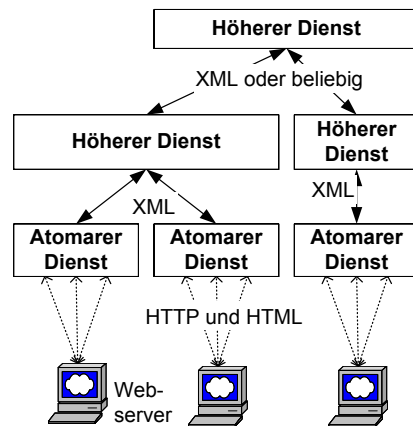 Höherer Dienst
XML oder beliebig
Höherer Dienst
Höherer
Dienst
XML
XML
Atomarer
Dienst
Atomarer
Dienst
Atomarer
Dienst
HTTP und HTML
Web-
server